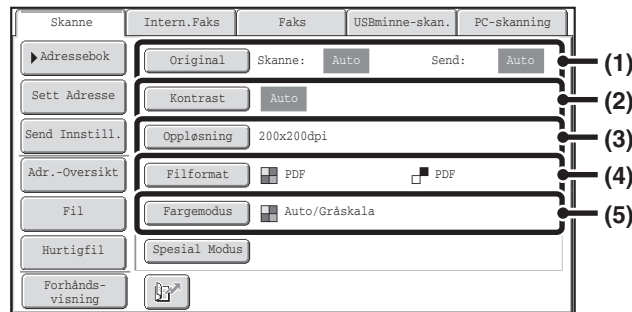 Skanne Intern.Faks Faks USBminne-skan. PC-skanning
Adressebok Original Skanne: Auto Send: Auto (1)
Sett Adresse Kontrast Auto (2)
Send Innstill. Oppløsning 200x200dpi (3)
Adr.-Oversikt Filformat PDF PDF (4)
Fil Fargemodus Auto/Gråskala (5)
Hurtigfil Spesial Modus
Forhånds-
visning